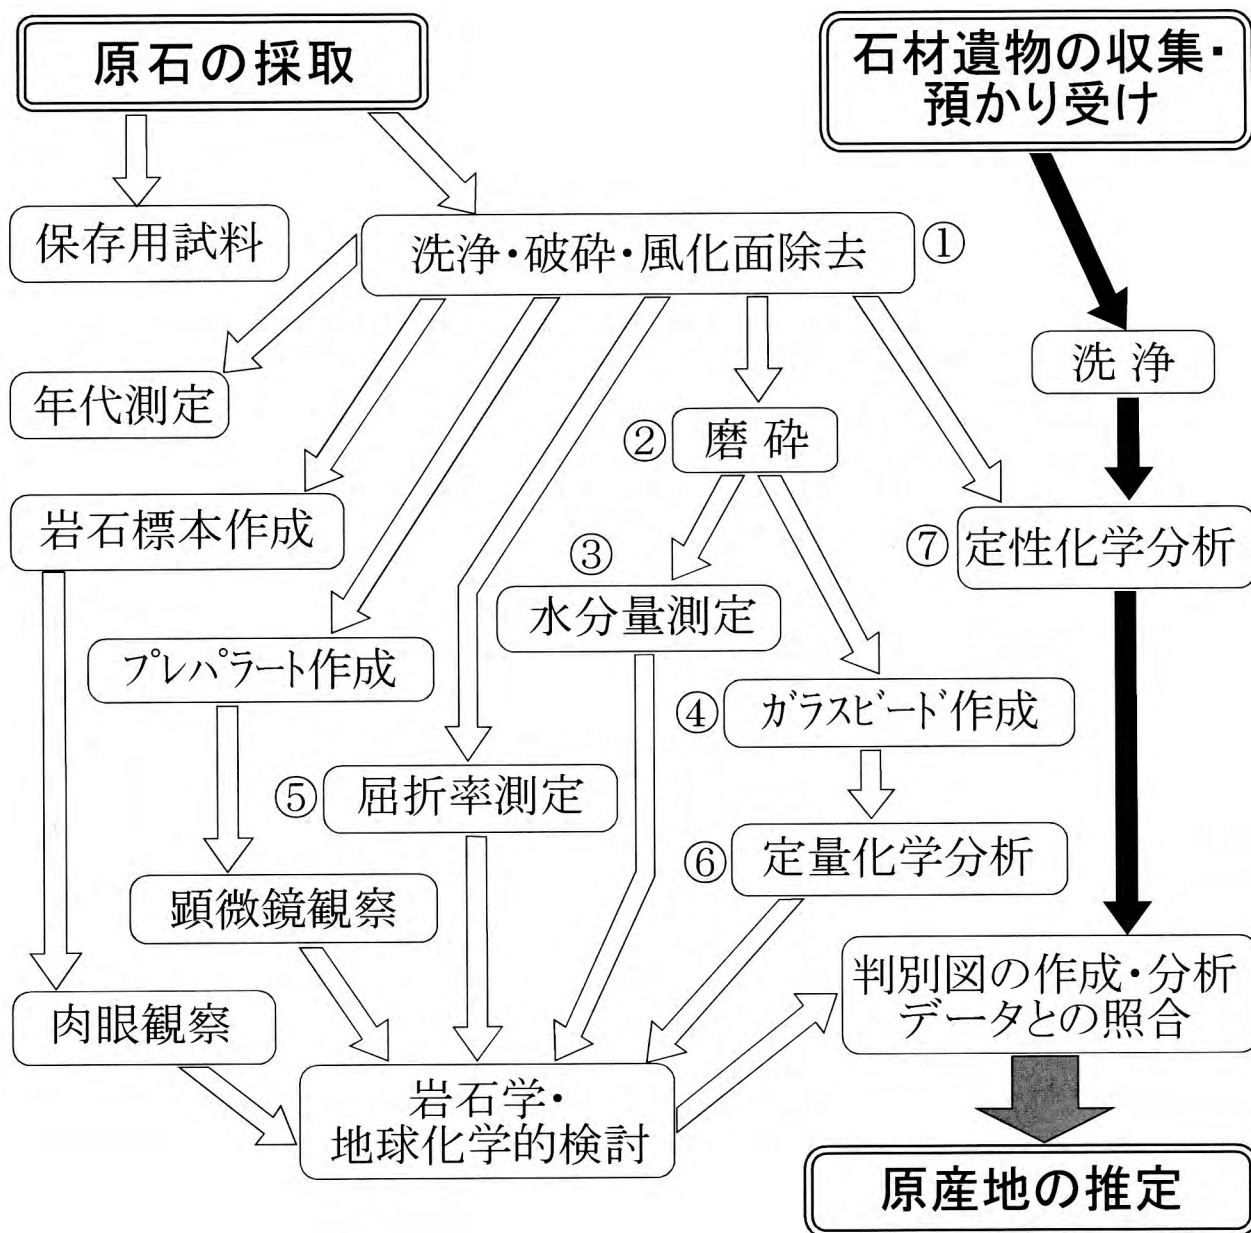 原石の採取
石材遺物の収集・
預かり受け
保存用試料
洗浄・破砕・風化面除去
①
洗 浄
年代測定
②
磨 砕
岩石標本作成
③
⑦
定性化学分析
水分量測定
プレパラート作成
④
ガラスビード作成
⑤
屈折率測定
⑥
定量化学分析
顕微鏡観察
判別図の作成・分析
データとの照合
肉眼観察
岩石学・
地球化学的検討
原産地の推定